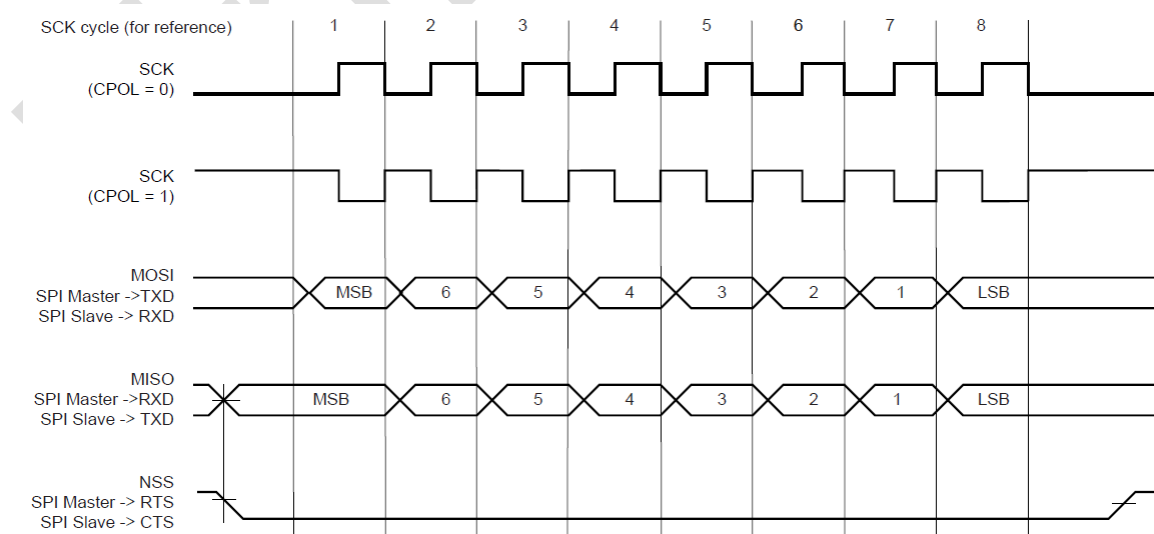 SCK cycle (for reference) 1 2 3 4 5 6 7 8
SCK
(CPOL = 0)
SCK
(CPOL = 1)
MOSI
SPI Master ->TXD
SPI Slave -> RXD
MSB 6 5 4 3 2 1 LSB
MISO
SPI Master ->RXD
SPI Slave -> TXD
MSB 6 5 4 3 2 1 LSB
NSS
SPI Master -> RTS
SPI Slave -> CTS